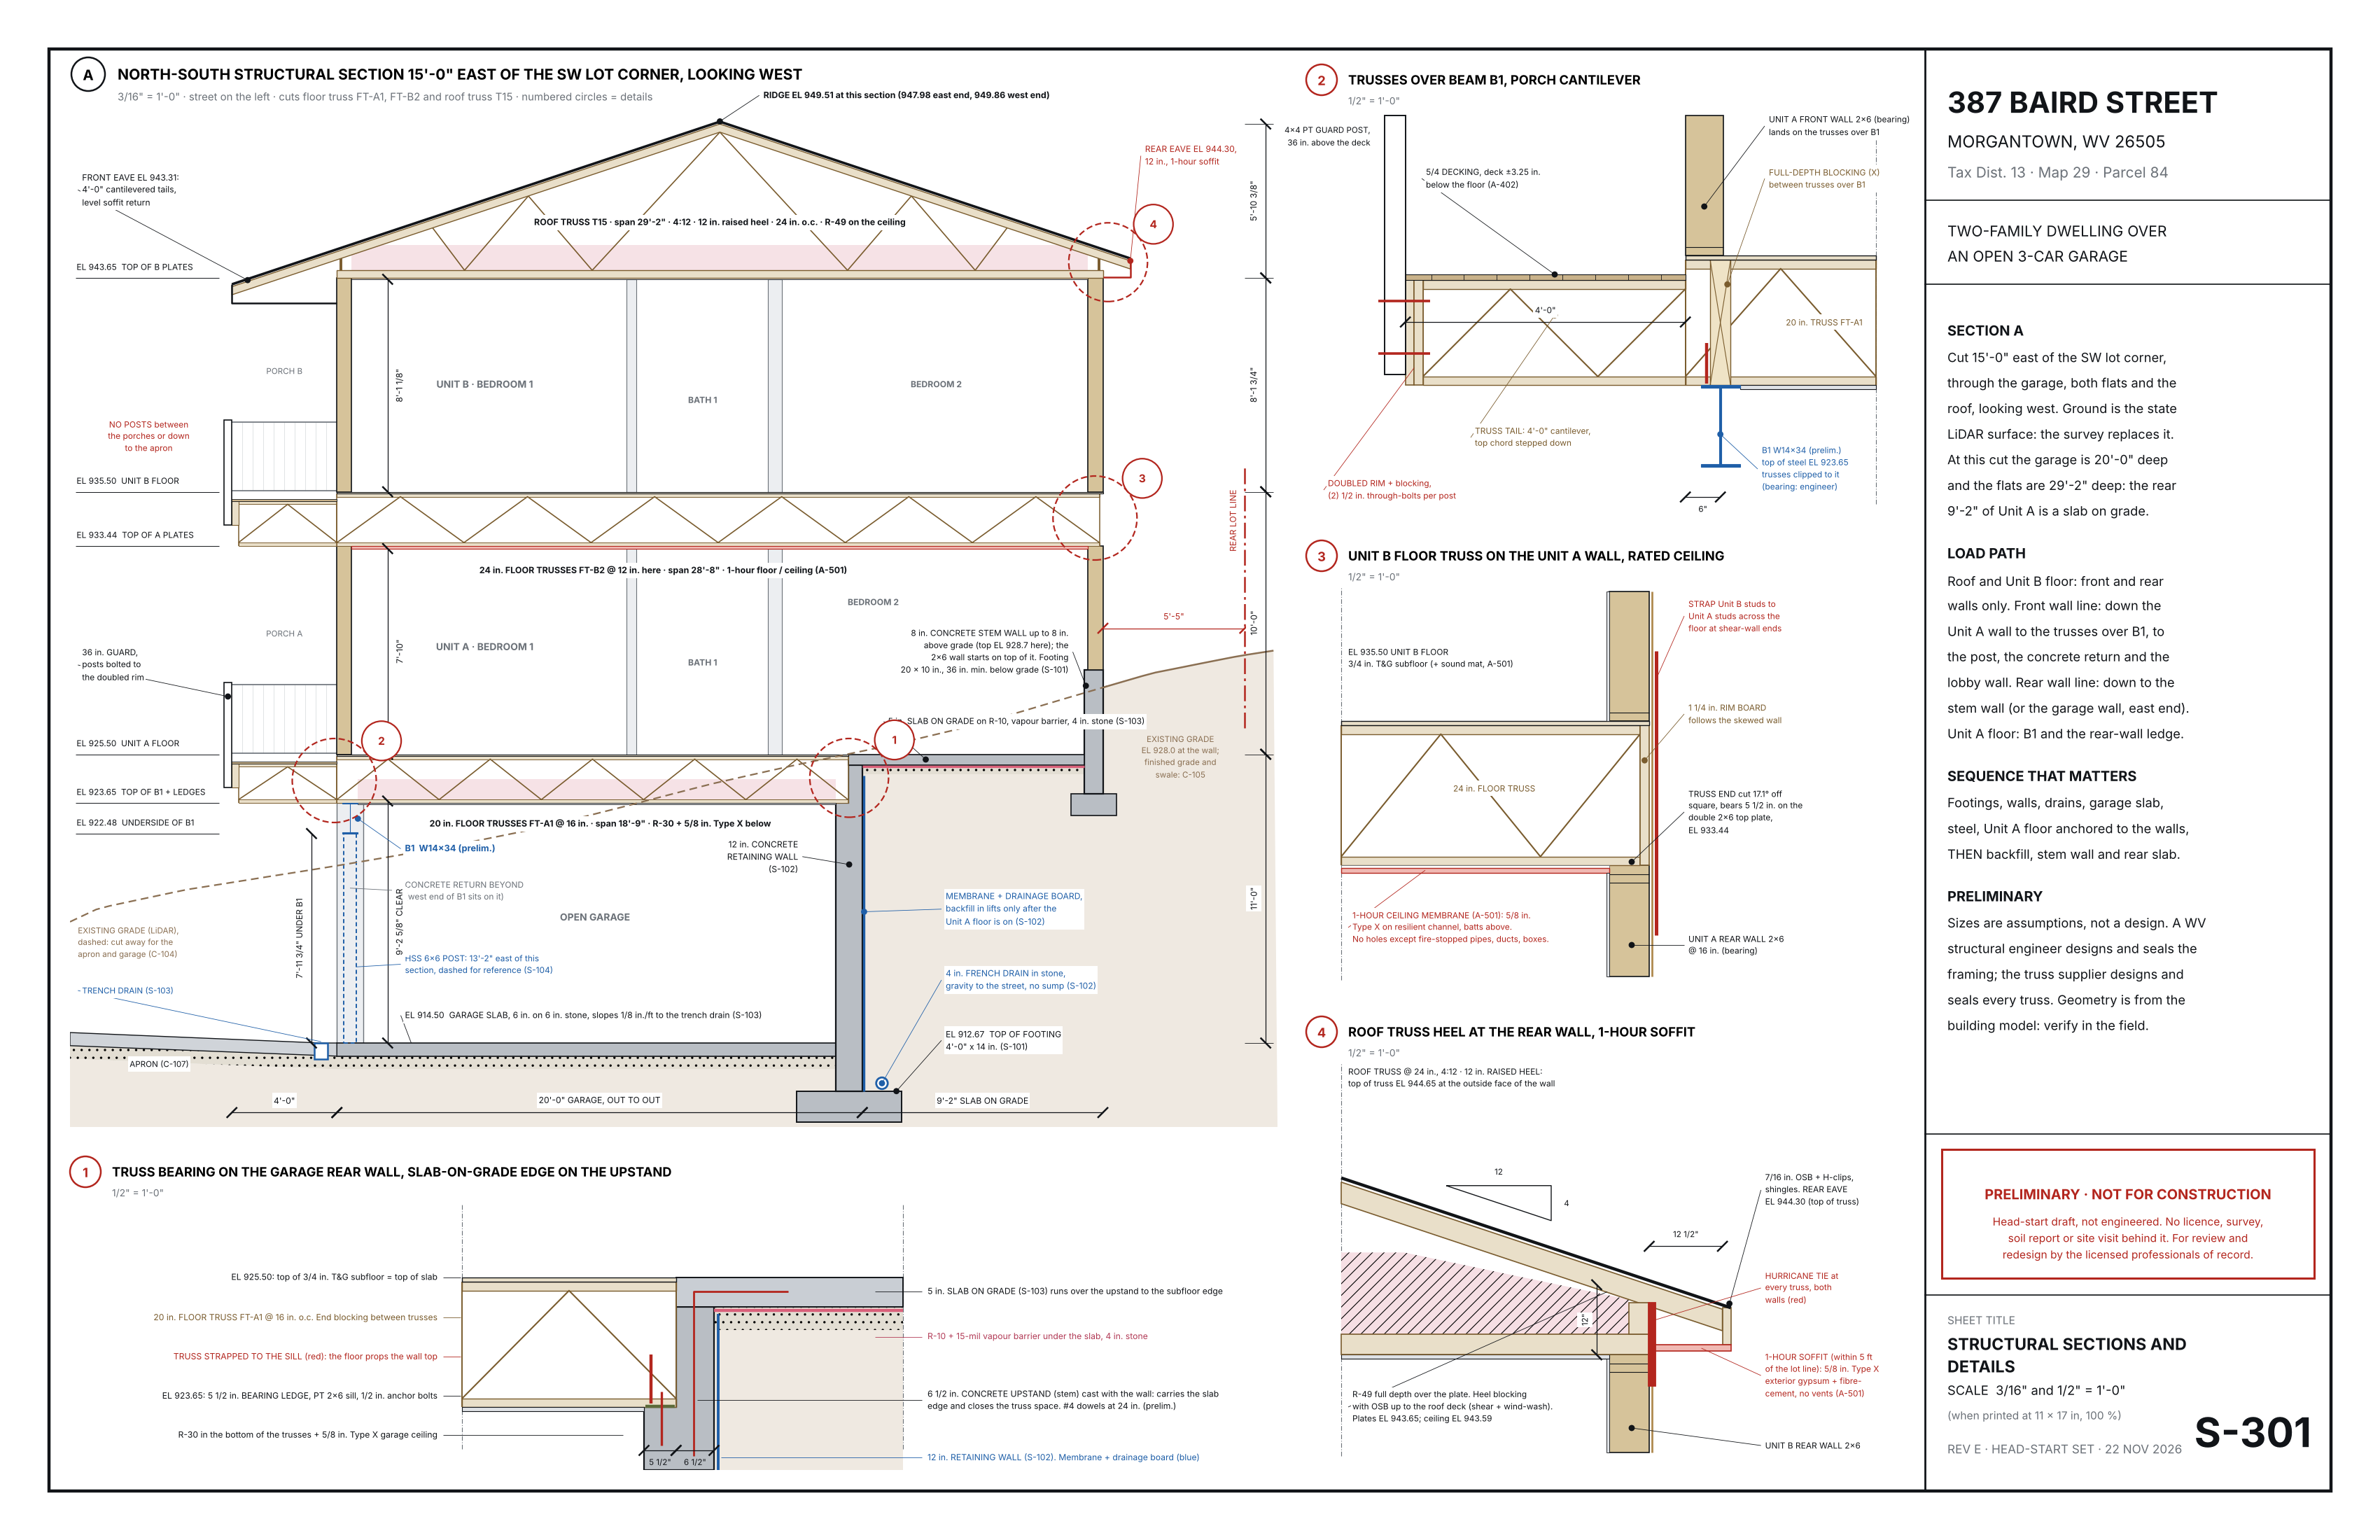 A
NORTH-SOUTH STRUCTURAL SECTION 15'-0" EAST OF THE SW LOT CORNER, LOOKING WEST
3/16" = 1'-0" · street on the left · cuts floor truss FT-A1, FT-B2 and roof truss T15 · numbered circles = details
RIDGE EL 949.51 at this section (947.98 east end, 949.86 west end)
REAR EAVE EL 944.30,
12 in., 1-hour soffit
FRONT EAVE EL 943.31:
4'-0" cantilevered tails,
level soffit return
ROOF TRUSS T15 · span 29'-2" · 4:12 · 12 in. raised heel · 24 in. o.c. · R-49 on the ceiling
4
5'-10 3/8"
EL 943.65 TOP OF B PLATES
PORCH B
8'-1 1/8"
UNIT B · BEDROOM 1
BATH 1
BEDROOM 2
8'-1 3/4"
NO POSTS between
the porches or down
to the apron
EL 935.50 UNIT B FLOOR
3
REAR LOT LINE
EL 933.44 TOP OF A PLATES
24 in. FLOOR TRUSSES FT-B2 @ 12 in. here · span 28'-8" · 1-hour floor / ceiling (A-501)
BEDROOM 2
5'-5"
10'-0"
PORCH A
7'-10"
UNIT A · BEDROOM 1
BATH 1
8 in. CONCRETE STEM WALL up to 8 in.
above grade (top EL 928.7 here); the
2×6 wall starts on top of it. Footing
20 × 10 in., 36 in. min. below grade (S-101)
36 in. GUARD,
posts bolted to
the doubled rim
5 in. SLAB ON GRADE on R-10, vapour barrier, 4 in. stone (S-103)
EL 925.50 UNIT A FLOOR
2
1
EXISTING GRADE
EL 928.0 at the wall;
finished grade and
swale: C-105
EL 923.65 TOP OF B1 + LEDGES
EL 922.48 UNDERSIDE OF B1
20 in. FLOOR TRUSSES FT-A1 @ 16 in. · span 18'-9" · R-30 + 5/8 in. Type X below
B1 W14×34 (prelim.)
12 in. CONCRETE
RETAINING WALL
(S-102)
CONCRETE RETURN BEYOND
west end of B1 sits on it)
MEMBRANE + DRAINAGE BOARD,
backfill in lifts only after the
Unit A floor is on (S-102)
11'-0"
7'-11 3/4" UNDER B1
9'-2 5/8" CLEAR
OPEN GARAGE
EXISTING GRADE (LiDAR),
dashed: cut away for the
apron and garage (C-104)
HSS 6×6 POST: 13'-2" east of this
section, dashed for reference (S-104)
4 in. FRENCH DRAIN in stone,
gravity to the street, no sump (S-102)
TRENCH DRAIN (S-103)
EL 914.50 GARAGE SLAB, 6 in. on 6 in. stone, slopes 1/8 in./ft to the trench drain (S-103)
EL 912.67 TOP OF FOOTING
4'-0" x 14 in. (S-101)
APRON (C-107)
4'-0"
20'-0" GARAGE, OUT TO OUT
9'-2" SLAB ON GRADE
1
TRUSS BEARING ON THE GARAGE REAR WALL, SLAB-ON-GRADE EDGE ON THE UPSTAND
1/2" = 1'-0"
EL 925.50: top of 3/4 in. T&G subfloor = top of slab
20 in. FLOOR TRUSS FT-A1 @ 16 in. o.c. End blocking between trusses
TRUSS STRAPPED TO THE SILL (red): the floor props the wall top
EL 923.65: 5 1/2 in. BEARING LEDGE, PT 2×6 sill, 1/2 in. anchor bolts
R-30 in the bottom of the trusses + 5/8 in. Type X garage ceiling
5 1/2"
6 1/2"
5 in. SLAB ON GRADE (S-103) runs over the upstand to the subfloor edge
R-10 + 15-mil vapour barrier under the slab, 4 in. stone
6 1/2 in. CONCRETE UPSTAND (stem) cast with the wall: carries the slab
edge and closes the truss space. #4 dowels at 24 in. (prelim.)
12 in. RETAINING WALL (S-102). Membrane + drainage board (blue)
2
TRUSSES OVER BEAM B1, PORCH CANTILEVER
1/2" = 1'-0"
4×4 PT GUARD POST,
36 in. above the deck
UNIT A FRONT WALL 2×6 (bearing)
lands on the trusses over B1
5/4 DECKING, deck ±3.25 in.
below the floor (A-402)
FULL-DEPTH BLOCKING (X)
between trusses over B1
4'-0"
20 in. TRUSS FT-A1
TRUSS TAIL: 4'-0" cantilever,
top chord stepped down
B1 W14×34 (prelim.)
top of steel EL 923.65
trusses clipped to it
(bearing: engineer)
DOUBLED RIM + blocking,
(2) 1/2 in. through-bolts per post
6"
3
UNIT B FLOOR TRUSS ON THE UNIT A WALL, RATED CEILING
1/2" = 1'-0"
STRAP Unit B studs to
Unit A studs across the
floor at shear-wall ends
EL 935.50 UNIT B FLOOR
3/4 in. T&G subfloor (+ sound mat, A-501)
1 1/4 in. RIM BOARD
follows the skewed wall
24 in. FLOOR TRUSS
TRUSS END cut 17.1° off
square, bears 5 1/2 in. on the
double 2×6 top plate,
EL 933.44
1-HOUR CEILING MEMBRANE (A-501): 5/8 in.
Type X on resilient channel, batts above.
No holes except fire-stopped pipes, ducts, boxes.
UNIT A REAR WALL 2×6
@ 16 in. (bearing)
4
ROOF TRUSS HEEL AT THE REAR WALL, 1-HOUR SOFFIT
1/2" = 1'-0"
ROOF TRUSS @ 24 in., 4:12 · 12 in. RAISED HEEL:
top of truss EL 944.65 at the outside face of the wall
12
4
7/16 in. OSB + H-clips,
shingles. REAR EAVE
EL 944.30 (top of truss)
12 1/2"
HURRICANE TIE at
every truss, both
walls (red)
12"
1-HOUR SOFFIT (within 5 ft
of the lot line): 5/8 in. Type X
exterior gypsum + fibre-
cement, no vents (A-501)
R-49 full depth over the plate. Heel blocking
with OSB up to the roof deck (shear + wind-wash).
Plates EL 943.65; ceiling EL 943.59
UNIT B REAR WALL 2×6
387 BAIRD STREET
MORGANTOWN, WV 26505
Tax Dist. 13 · Map 29 · Parcel 84
TWO-FAMILY DWELLING OVER
AN OPEN 3-CAR GARAGE
SECTION A
Cut 15'-0" east of the SW lot corner,
through the garage, both flats and the
roof, looking west. Ground is the state
LiDAR surface: the survey replaces it.
At this cut the garage is 20'-0" deep
and the flats are 29'-2" deep: the rear
9'-2" of Unit A is a slab on grade.
LOAD PATH
Roof and Unit B floor: front and rear
walls only. Front wall line: down the
Unit A wall to the trusses over B1, to
the post, the concrete return and the
lobby wall. Rear wall line: down to the
stem wall (or the garage wall, east end).
Unit A floor: B1 and the rear-wall ledge.
SEQUENCE THAT MATTERS
Footings, walls, drains, garage slab,
steel, Unit A floor anchored to the walls,
THEN backfill, stem wall and rear slab.
PRELIMINARY
Sizes are assumptions, not a design. A WV
structural engineer designs and seals the
framing; the truss supplier designs and
seals every truss. Geometry is from the
building model: verify in the field.
PRELIMINARY · NOT FOR CONSTRUCTION
Head-start draft, not engineered. No licence, survey,
soil report or site visit behind it. For review and
redesign by the licensed professionals of record.
SHEET TITLE
STRUCTURAL SECTIONS AND
DETAILS
SCALE 3/16" and 1/2" = 1'-0"
(when printed at 11 × 17 in, 100 %)
REV E · HEAD-START SET · 22 NOV 2026
S-301